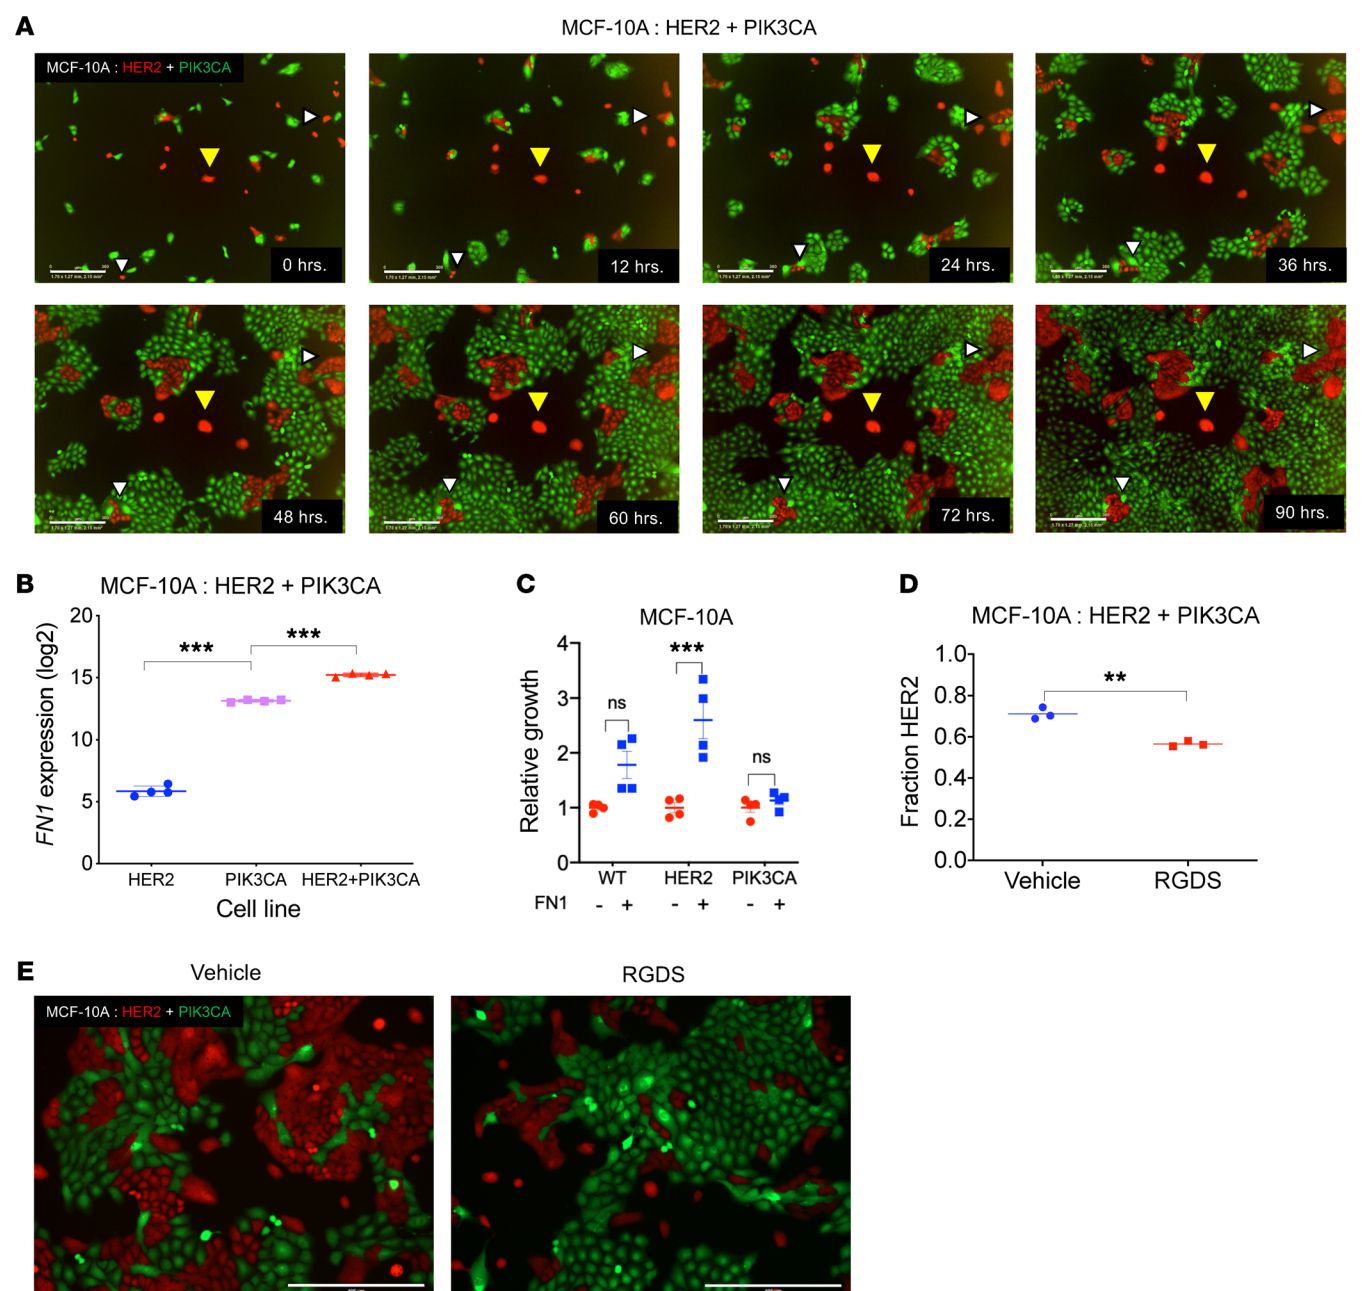 A
MCF-10A : HER2 + PIK3CA
MCF-10A : HER2 + PIK3CA
0 hrs.
12 hrs.
24 hrs.
36 hrs.
48 hrs.
60 hrs.
72 hrs.
90 hrs.
B
MCF-10A : HER2 + PIK3CA
FN1 expression (log2)
20
15
10
5
0
***
***
HER2
PIK3CA
HER2+PIK3CA
Cell line
C
MCF-10A
Relative growth
4
3
2
1
0
ns
***
ns
WT
HER2
PIK3CA
FN1 - + - + - +
D
MCF-10A : HER2 + PIK3CA
Fraction HER2
1.0
0.8
0.6
0.4
0.2
0.0
**
Vehicle
RGDS
E
Vehicle
RGDS
MCF-10A : HER2 + PIK3CA